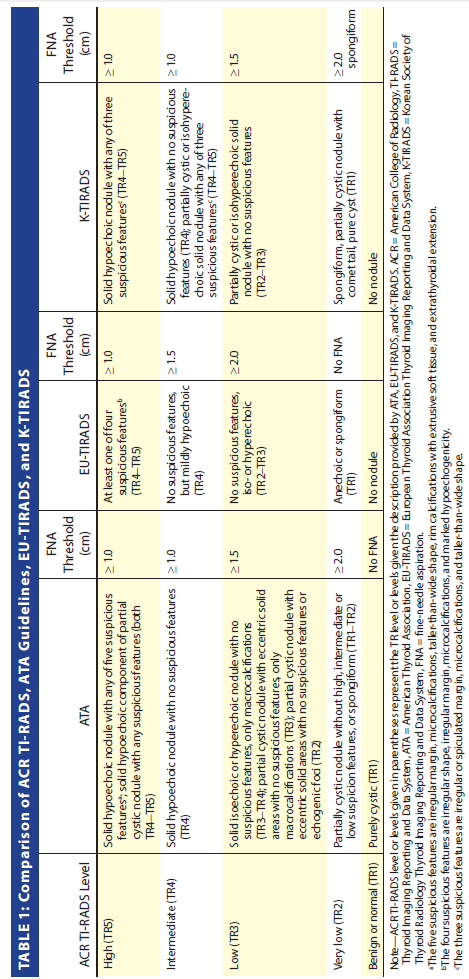 TABLE 1: Comparison of ACR TI-RADS, ATA Guidelines, EU-TIRADS, and K-TIRADS
ACR TI-RADS Level
ATA
FNA
Threshold
(cm)
EU-TIRADS
FNA
Threshold
(cm)
K-TIRADS
FNA
Threshold
(cm)
High (TR5)
Solid hypoechoic nodule with any of five suspicious
featuresᵃ; solid hypoechoic component of partial
cystic nodule with any suspicious features (both
TR4–TR5)
≥ 1.0
At least one of four
suspicious featuresᵇ
(TR4–TR5)
≥ 1.0
Solid hypoechoic nodule with any of three
suspicious featuresᶜ (TR4–TR5)
≥ 1.0
Intermediate (TR4)
Solid hypoechoic nodule with no suspicious features
(TR4)
≥ 1.0
No suspicious features,
but mildly hypoechoic
(TR4)
≥ 1.5
Solid hypoechoic nodule with no suspicious
features (TR4); partially cystic or isohypere-
choic solid nodule with any of three
suspicious featuresᶜ (TR4–TR5)
≥ 1.0
Low (TR3)
Solid isoechoic or hyperechoic nodule with no
suspicious features, only macrocalcifications
(TR3–TR4); partial cystic nodule with eccentric solid
areas with no suspicious features, only
macrocalcifications (TR3); partial cystic nodule with
eccentric solid areas with no suspicious features or
echogenic foci (TR2)
≥ 1.5
No suspicious features,
iso- or hyperechoic
(TR2–TR3)
≥ 2.0
Partially cystic or isohyperechoic solid
nodule with no suspicious features
(TR2–TR3)
≥ 1.5
Very low (TR2)
Partially cystic nodule without high, intermediate or
low suspicion features, or spongiform (TR1–TR2)
≥ 2.0
Anechoic or spongiform
(TR1)
No FNA
Spongiform, partially cystic nodule with
comet tail, pure cyst (TR1)
≥ 2.0
spongiform
Benign or normal (TR1)
Purely cystic (TR1)
No FNA
No nodule
No nodule
Note—ACR TI-RADS level or levels given in parentheses represent the TR level or levels given the description provided by ATA, EU-TIRADS, and K-TIRADS. ACR = American College of Radiology, TI-RADS =
Thyroid Imaging Reporting and Data System, ATA = American Thyroid Association, EU-TIRADS = European Thyroid Association Thyroid Imaging Reporting and Data System, K-TIRADS = Korean Society of
Thyroid Radiology Thyroid Imaging Reporting and Data System, FNA = fine-needle aspiration.
ᵃThe five suspicious features are irregular margin, microcalcifications, taller-than-wide shape, rim calcifications with extrusive soft tissue, and extrathyroidal extension.
ᵇThe four suspicious features are irregular shape, irregular margin, microcalcifications, and marked hypoechogenicity.
ᶜThe three suspicious features are irregular or spiculated margin, microcalcifications, and taller-than-wide shape.